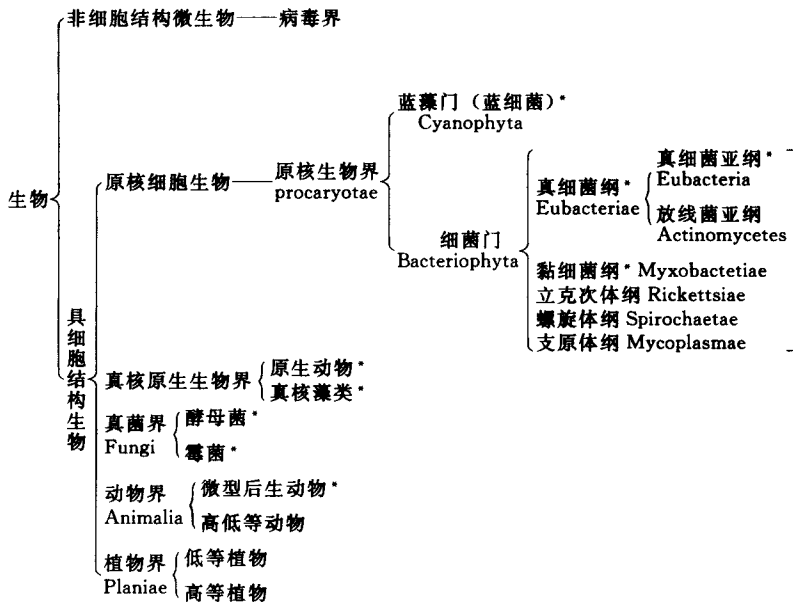 非细胞结构微生物——病毒界
蓝藻门（蓝细菌）*
Cyanophyta
生物
原核细胞生物——原核生物界
procaryotae
细菌门
Bacteriophyta
真细菌纲*
Eubacteriae
真细菌亚纲*
Eubacteria
放线菌亚纲
Actinomycetes
黏细菌纲* Myxobactetiae
立克次体纲 Rickettsiae
螺旋体纲 Spirochaetae
支原体纲 Mycoplasmae
具细胞结构生物
真核原生生物界
原生动物*
真核藻类*
真菌界
Fungi
酵母菌*
霉菌*
动物界
Animalia
微型后生动物*
高低等动物
植物界
Planiae
低等植物
高等植物